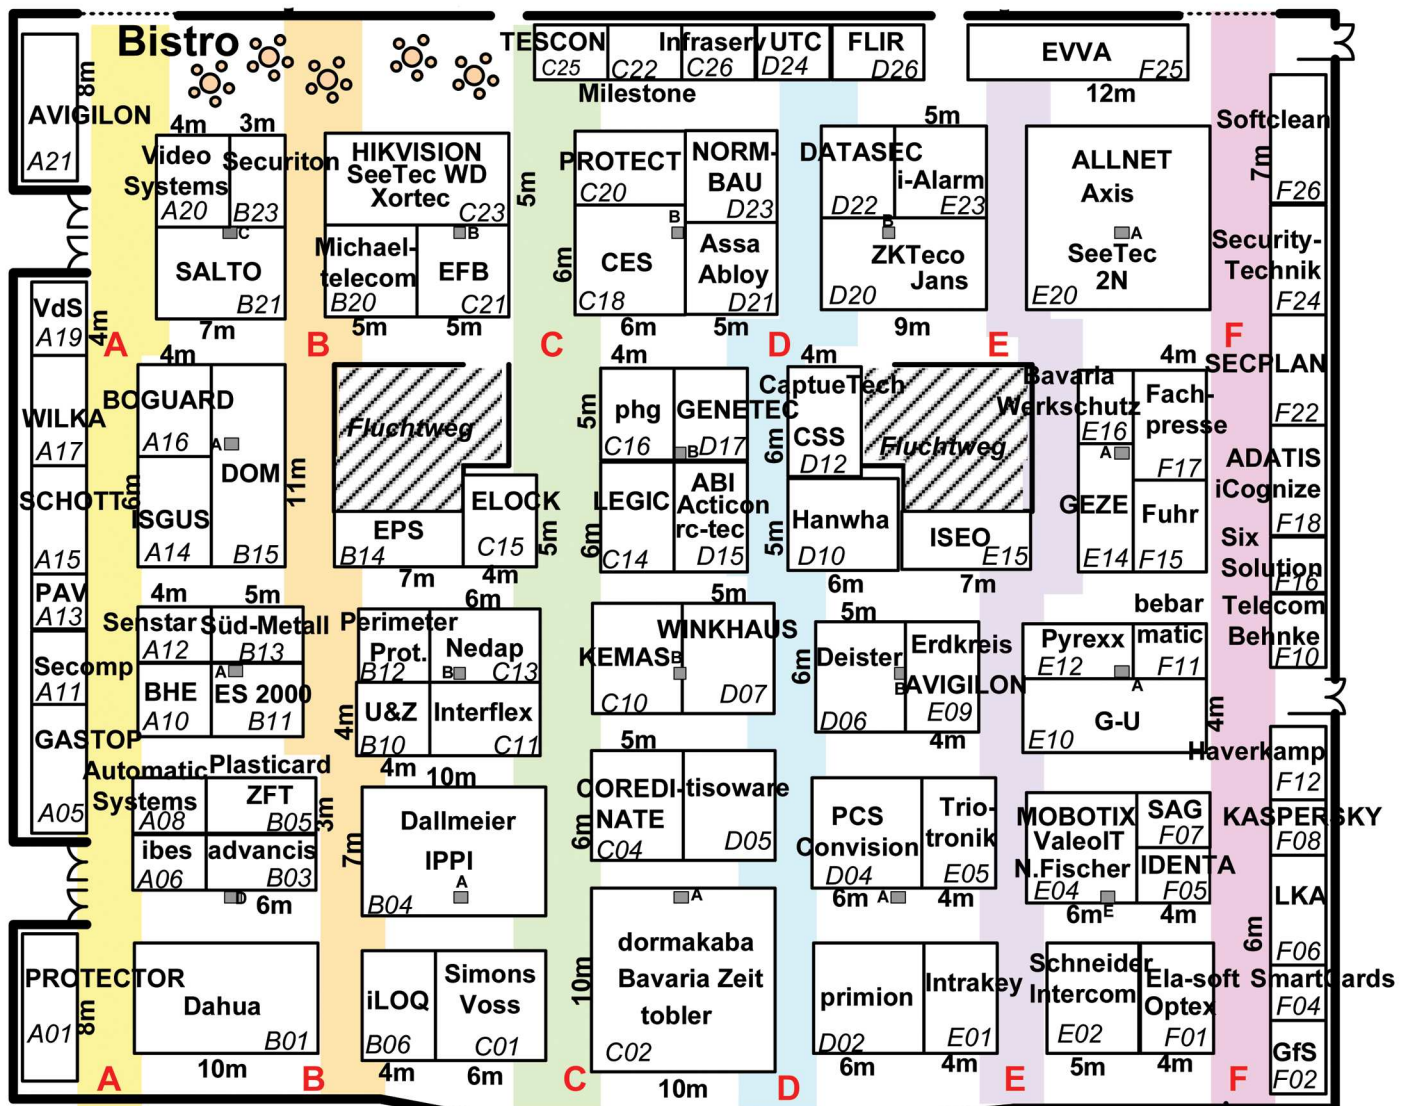 Bistro
TESCON
C25
C22
Milestone
Infraserv
C26
UTC
D24
FLIR
D26
EVVA
F25
12m
8m
AVIGILON
A21
4m
3m
Video
Systems
A20
Securiton
B23
C
SALTO
B21
7m
HIKVISION
SeeTec WD
Xortec
C23
5m
Michael-
telecom
B20
B
EFB
C21
5m
5m
PROTECT
C20
NORM-
BAU
D23
B
CES
C18
6m
6m
Assa
Abloy
D21
5m
DATASEC
D22
5m
i-Alarm
E23
B
ZKTeco
Jans
D20
9m
ALLNET
Axis
A
SeeTec
2N
E20
Softclean
7m
F26
Security-
Technik
F24
VdS
A19
4m
A
B
C
D
E
F
WILKA
A17
SCHOTT
A15
PAV
A13
Secomp
A11
GASTOP
A05
4m
BOGUARD
A16
A
DOM
B15
11m
6m
ISGUS
A14
Fluchtweg
EPS
B14
7m
ELOCK
C15
5m
4m
4m
5m
phg
C16
GENETEC
D17
B
6m
LEGIC
C14
ABI
Acticon
rc-tec
D15
4m
CaptueTech
6m
CSS
D12
5m
Hanwha
D10
6m
Fluchtweg
ISEO
E15
7m
Bavaria
Werkschutz
E16
A
4m
Fach-
presse
F17
GEZE
E14
Fuhr
F15
SECPLAN
F22
ADATIS
iCognize
F18
Six
Solution
F16
Telecom
Behnke
F10
4m
5m
Senstar
A12
Süd-Metall
B13
A
BHE
A10
ES 2000
B11
6m
Perimeter
Prot.
B12
Nedap
B
C13
4m
U&Z
B10
Interflex
C11
4m
10m
5m
KEMAS
C10
WINKHAUS
B
D07
5m
5m
6m
Deister
D06
B
Erdkreis
AVIGILON
E09
4m
bebar
matic
F11
Pyrexx
E12
A
G-U
E10
4m
Automatic
Systems
A08
Plasticard
ZFT
B05
3m
ibes
A06
advancis
B03
D
6m
Dallmeier
IPPI
A
B04
7m
COREDI-
NATE
C04
6m
tisoware
D05
PCS
Convision
D04
6m
A
Trio-
tronik
E05
4m
MOBOTIX
ValeoIT
N.Fischer
E04
6m
E
SAG
F07
IDENTA
F05
4m
Haverkamp
F12
KASPERSKY
F08
LKA
F06
6m
SmartCards
F04
GfS
F02
PROTECTOR
A01
8m
Dahua
B01
10m
iLOQ
B06
4m
Simons
Voss
C01
6m
A
dormakaba
Bavaria Zeit
tobler
C02
10m
10m
primion
D02
6m
Intrakey
E01
4m
Schneider
Intercom
E02
5m
Ela-soft
Optex
F01
4m
A
B
C
D
E
F